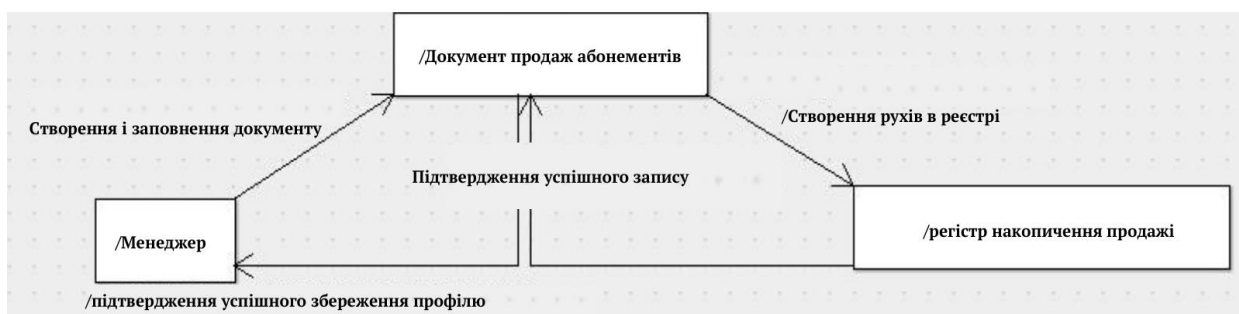 /Документ продаж абонементів
/Створення рухів в реєстрі
Створення і заповнення документу
Підтвердження успішного запису
/Менеджер
/регістр накопичення продажі
/підтвердження успішного збереження профілю